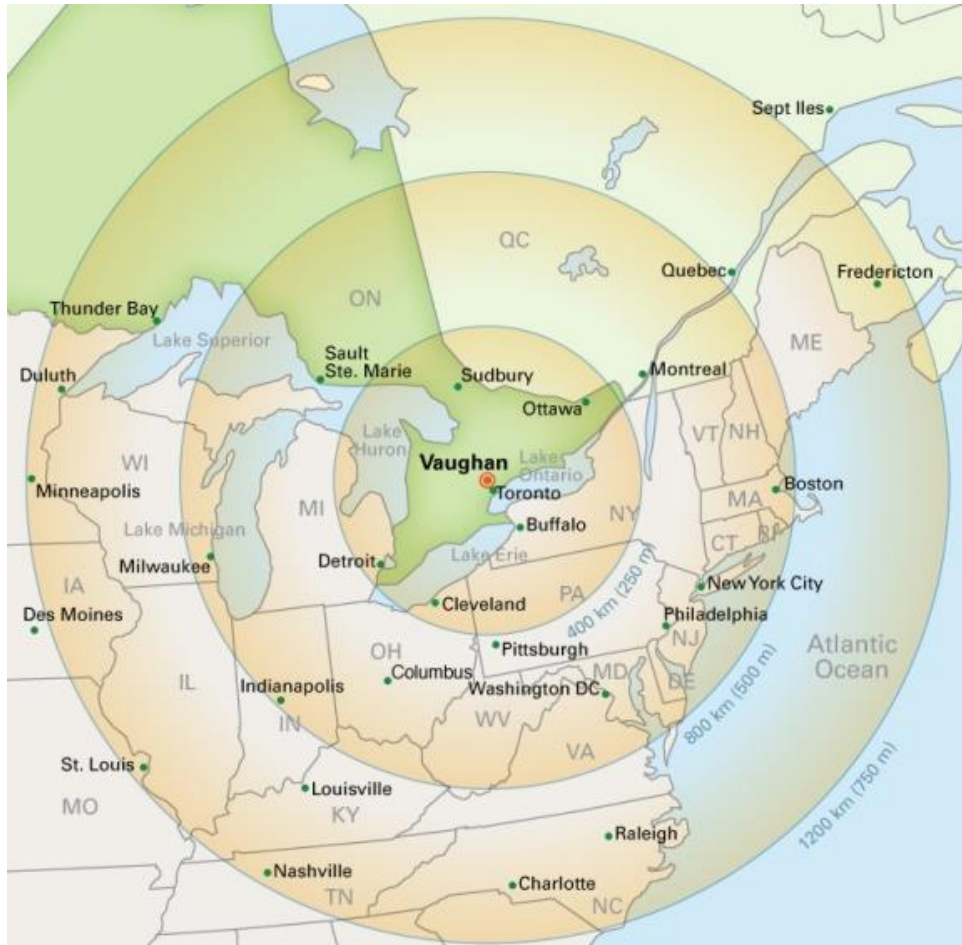 Sept Iles
QC
Quebec
Fredericton
ON
Thunder Bay
Lake Superior
ME
Sault
Ste. Marie
Sudbury
Montreal
Duluth
Ottawa
Lake
Huron
VT
NH
WI
Vaughan
Lake
Ontario
Minneapolis
Toronto
Boston
MA
MI
NY
Buffalo
Lake Michigan
CT
RI
Milwaukee
Detroit
Lake Erie
IA
PA
New York City
Cleveland
400 km (250 m)
Des Moines
Philadelphia
NJ
Atlantic
Ocean
OH
Pittsburgh
Columbus
MD
DE
IL
Indianapolis
Washington DC
IN
WV
800 km (500 m)
VA
St. Louis
1200 km (750 m)
MO
Louisville
KY
Raleigh
Nashville
Charlotte
TN
NC